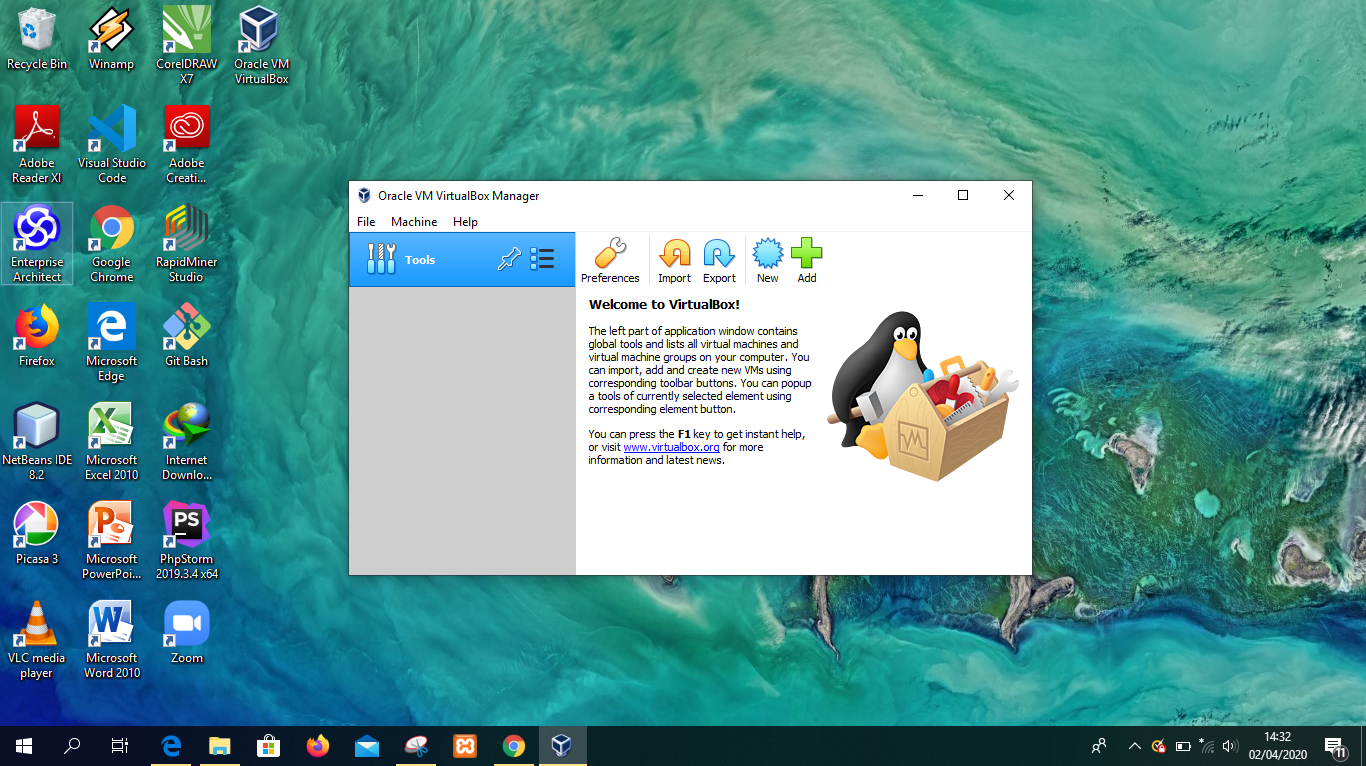 Recycle Bin
Winamp
CorelDRAW
X7
Oracle VM
VirtualBox
Adobe
Reader XI
Visual Studio
Code
Adobe
Creati...
Enterprise
Architect
Google
Chrome
RapidMiner
Studio
Firefox
Microsoft
Edge
Git Bash
NetBeans IDE
8.2
Microsoft
Excel 2010
Internet
Downlo...
Picasa 3
Microsoft
PowerPoi...
PS
PhpStorm
2019.3.4 x64
VLC media
player
Microsoft
Word 2010
Zoom
Oracle VM VirtualBox Manager
File Machine Help
Tools
Preferences Import Export New Add
Welcome to VirtualBox!
The left part of application window contains
global tools and lists all virtual machines and
virtual machine groups on your computer. You
can import, add and create new VMs using
corresponding toolbar buttons. You can popup
a tools of currently selected element using
corresponding element button.
You can press the F1 key to get instant help,
or visit www.virtualbox.org for more
information and latest news.
14:32
02/04/2020
11